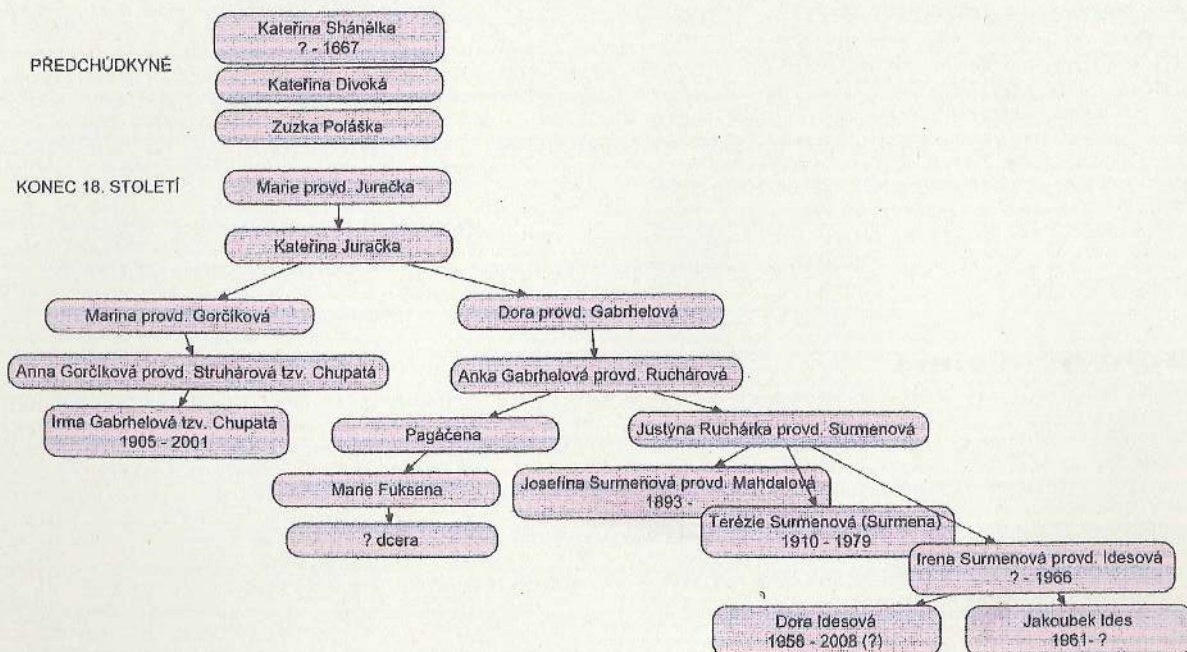 Kateřina Shánělka
? - 1667
PŘEDCHŮDKYNĚ
Kateřina Divoká
Zuzka Poláška
KONEC 18. STOLETÍ
Marie provd. Juračka
Kateřina Juračka
Marina provd. Gorčíková
Dora provd. Gabrhelová
Anna Gorčíková provd. Struhárová tzv. Chupatá
Anka Gabrhelová provd. Ruchárová
Irma Gabrhelová tzv. Chupatá
1905 - 2001
Pagáčena
Justýna Ruchárka provd. Surmenová
Marie Fuksena
Josefína Surmenová provd. Mahdalová
1893 -
Terézie Surmenová (Surmena)
1910 - 1979
? dcera
Irena Surmenová provd. Idesová
? - 1966
Dora Idesová
1958 - 2008 (?)
Jakoubek Ides
1961- ?